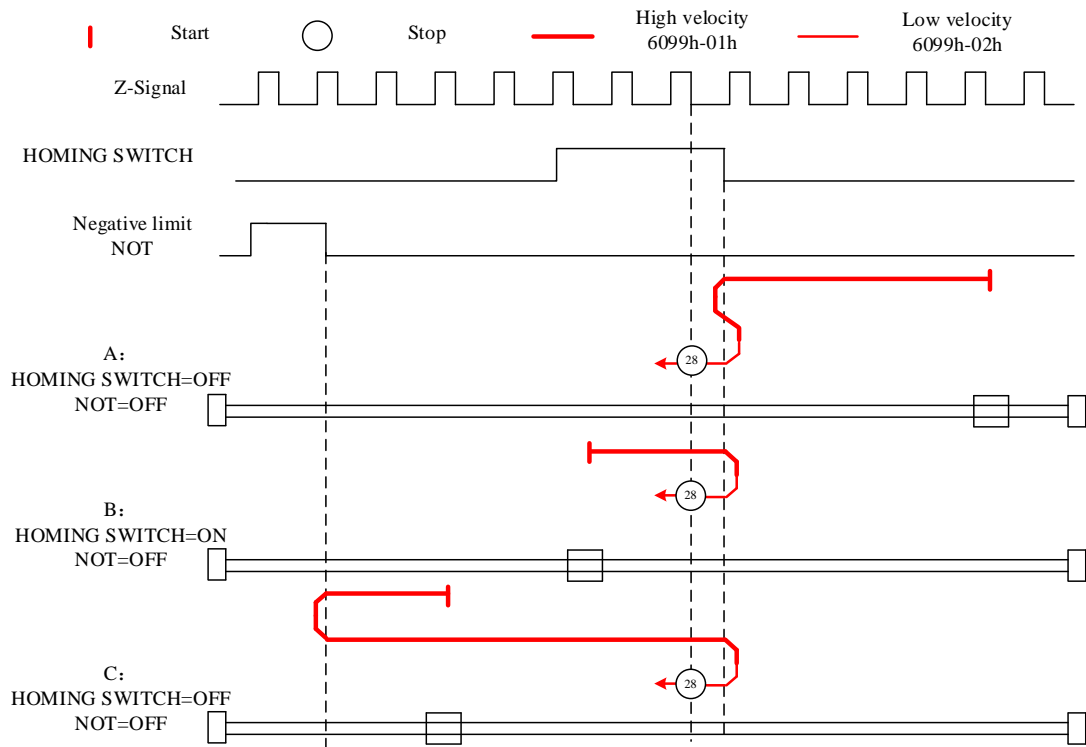 Start
Stop
High velocity
6099h-01h
Low velocity
6099h-02h
Z-Signal
HOMING SWITCH
Negative limit
NOT
28
A：
HOMING SWITCH=OFF
NOT=OFF
28
B：
HOMING SWITCH=ON
NOT=OFF
28
C：
HOMING SWITCH=OFF
NOT=OFF